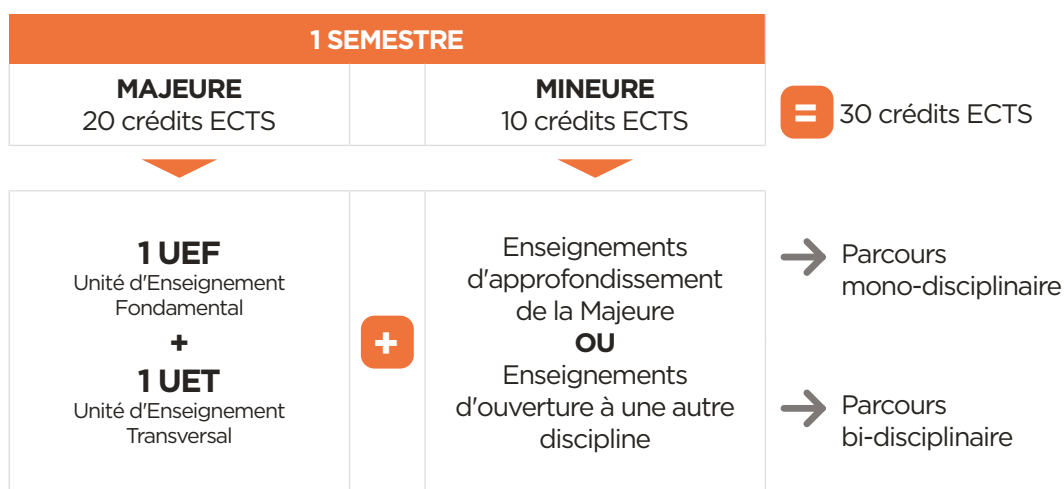 1 SEMESTRE
MAJEURE
20 crédits ECTS
MINEURE
10 crédits ECTS
=
30 crédits ECTS
1 UEF
Unité d'Enseignement
Fondamental
+
1 UET
Unité d'Enseignement
Transversal
+
Enseignements
d'approfondissement
de la Majeure
OU
Enseignements
d'ouverture à une autre
discipline
Parcours
mono-disciplinaire
Parcours
bi-disciplinaire